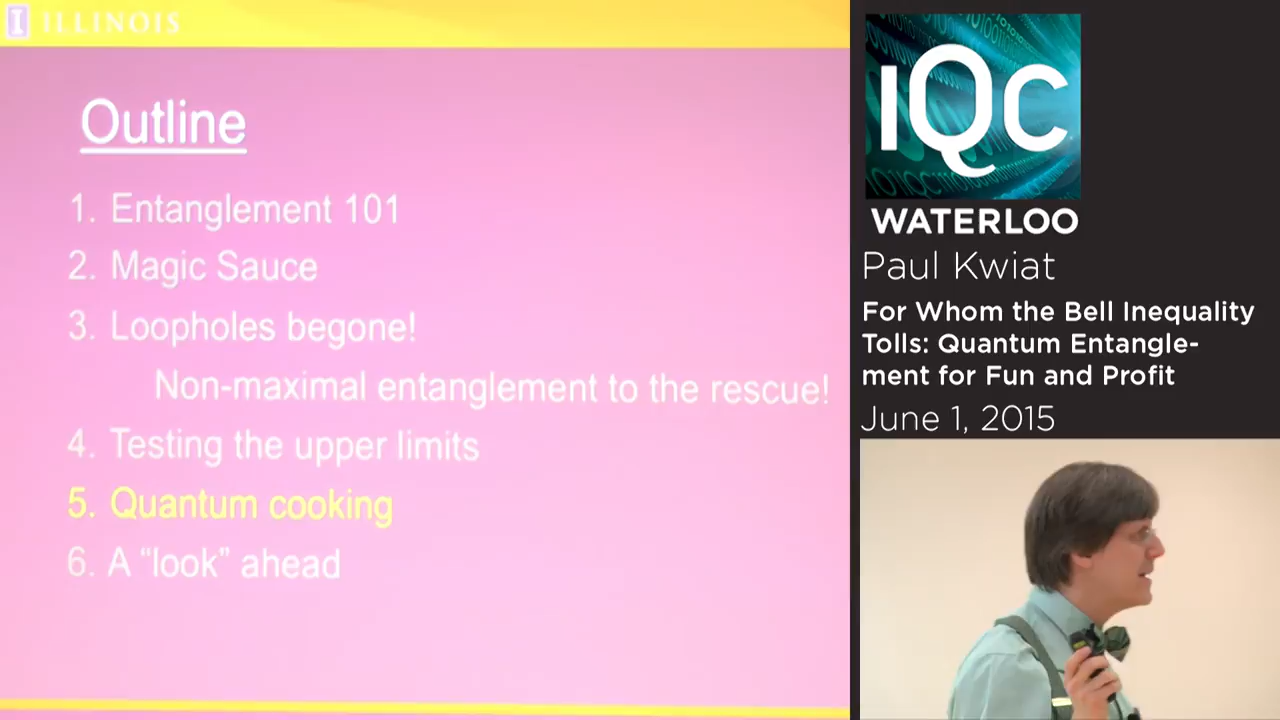 I ILLINOIS
Outline
1. Entanglement 101
2. Magic Sauce
3. Loopholes begone!
Non-maximal entanglement to the rescue!
4. Testing the upper limits
5. Quantum cooking
6. A “look” ahead
IQC
WATERLOO
Paul Kwiat
For Whom the Bell Inequality
Tolls: Quantum Entangle-
ment for Fun and Profit
June 1, 2015